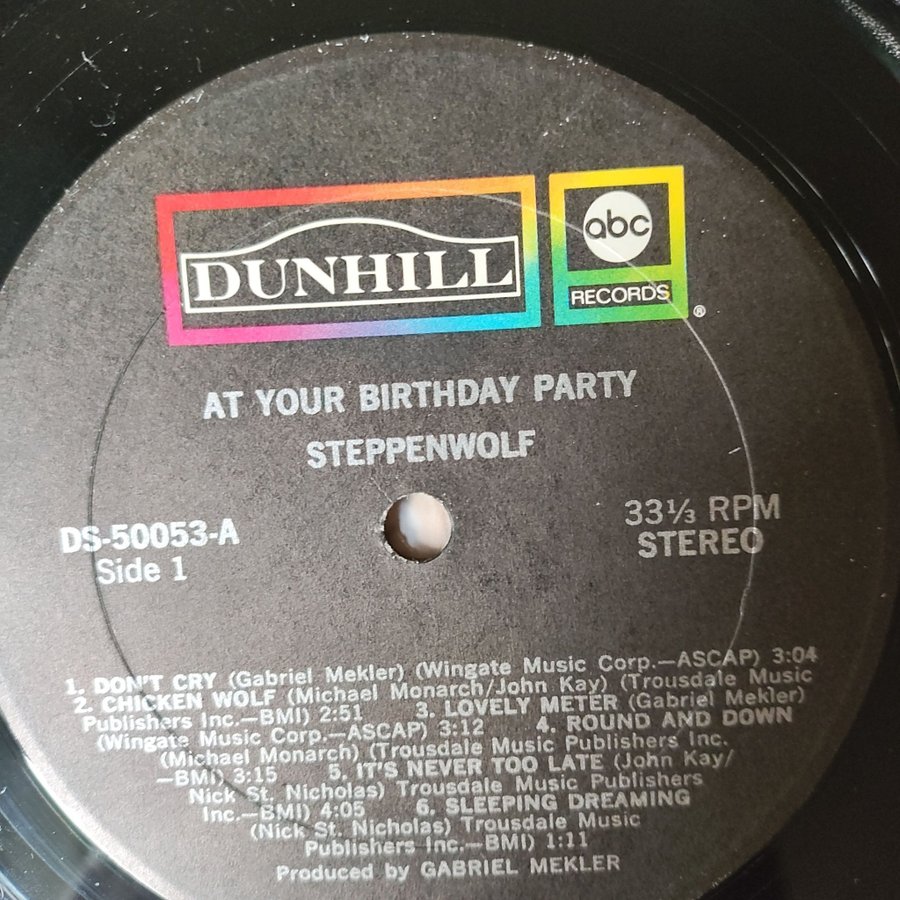 DUNHILL
abc
RECORDS®
AT YOUR BIRTHDAY PARTY
STEPPENWOLF
DS-50053-A
Side 1
33⅓ RPM
STEREO
1. DON'T CRY (Gabriel Mekler) (Wingate Music Corp.—ASCAP) 3:04
2. CHICKEN WOLF (Michael Monarch/John Kay) (Trousdale Music
Publishers Inc.—BMI) 2:51 3. LOVELY METER (Gabriel Mekler)
(Wingate Music Corp.—ASCAP) 3:12 4. ROUND AND DOWN
(Michael Monarch) (Trousdale Music Publishers Inc.
—BMI) 3:15 5. IT'S NEVER TOO LATE (John Kay/
Nick St. Nicholas) Trousdale Music Publishers
Inc.—BMI) 4:05 6. SLEEPING DREAMING
(Nick St. Nicholas) Trousdale Music
Publishers Inc.—BMI) 1:11
Produced by GABRIEL MEKLER